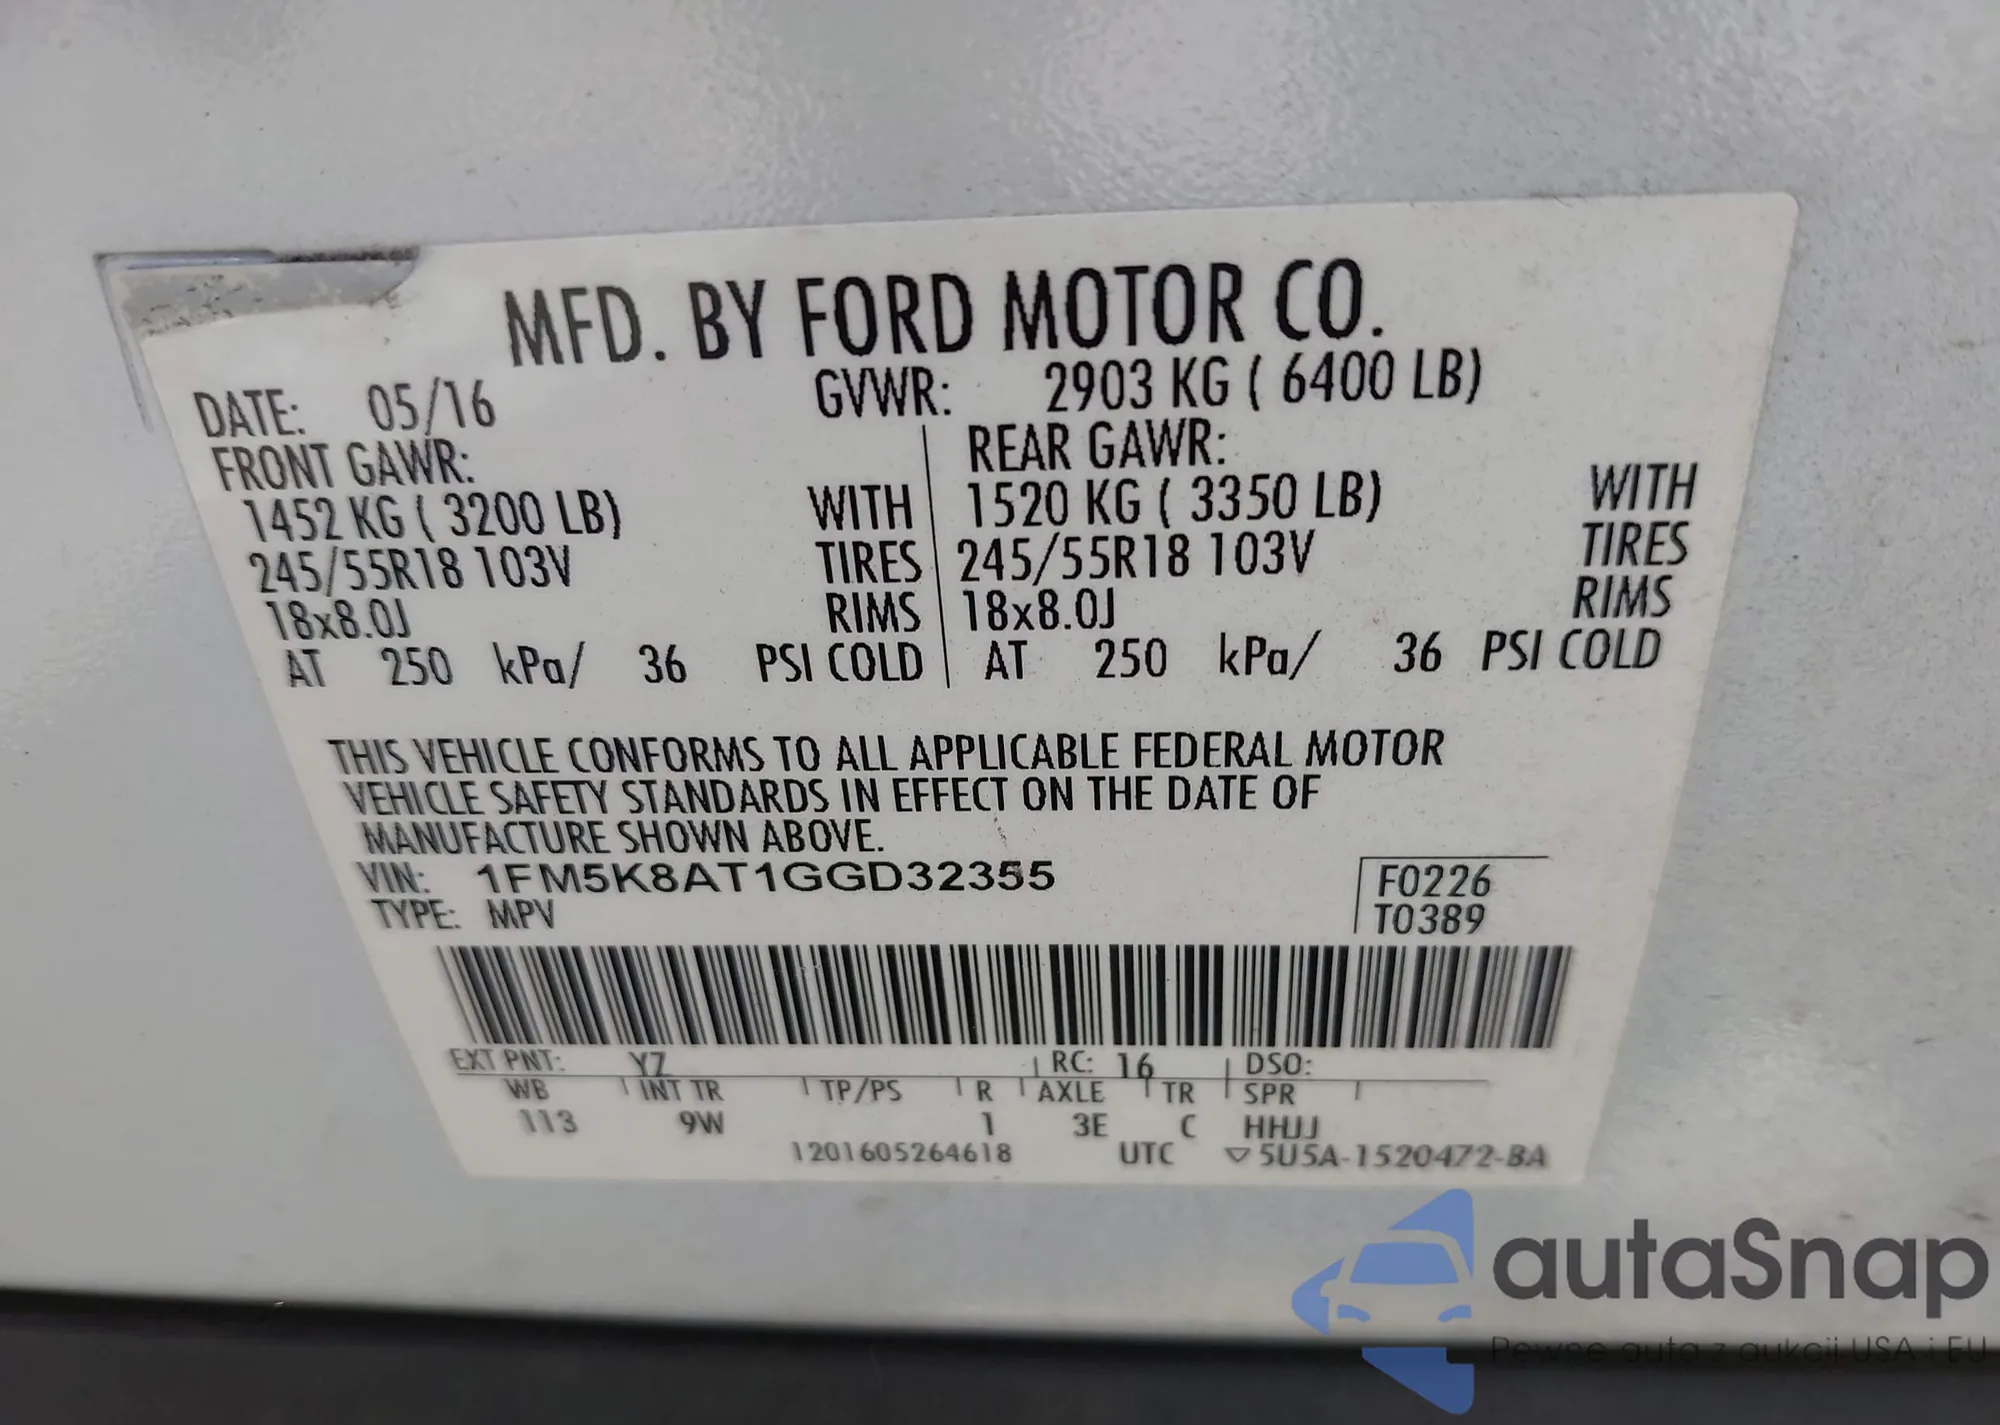 MFD. BY FORD MOTOR CO.
DATE: 05/16 GVWR: 2903 KG ( 6400 LB)
FRONT GAWR: REAR GAWR:
1452 KG ( 3200 LB) WITH 1520 KG ( 3350 LB) WITH
245/55R18 103V TIRES 245/55R18 103V TIRES
18x8.0J RIMS 18x8.0J RIMS
AT 250 kPa/ 36 PSI COLD AT 250 kPa/ 36 PSI COLD
THIS VEHICLE CONFORMS TO ALL APPLICABLE FEDERAL MOTOR
VEHICLE SAFETY STANDARDS IN EFFECT ON THE DATE OF
MANUFACTURE SHOWN ABOVE.
VIN: 1FM5K8AT1GGD32355 F0226
TYPE: MPV T0389
EXT PNT: YZ RC: 16 DSO:
WB INT TR TP/PS R AXLE TR SPR
113 9W 1 3E C HHJJ
1201605264618 UTC ▽5U5A-1520472-BA
autaSnap
Pewne auta z aukcji USA i EU